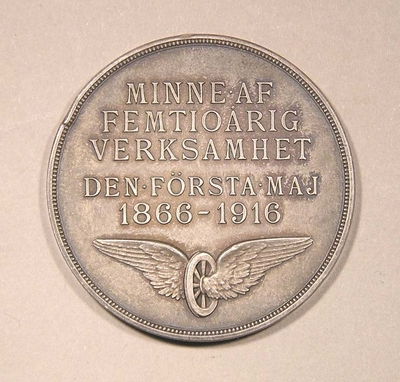 MINNE·AF
FEMTIOÅRIG
VERKSAMHET
DEN·FÖRSTA·MAJ
1866-1916